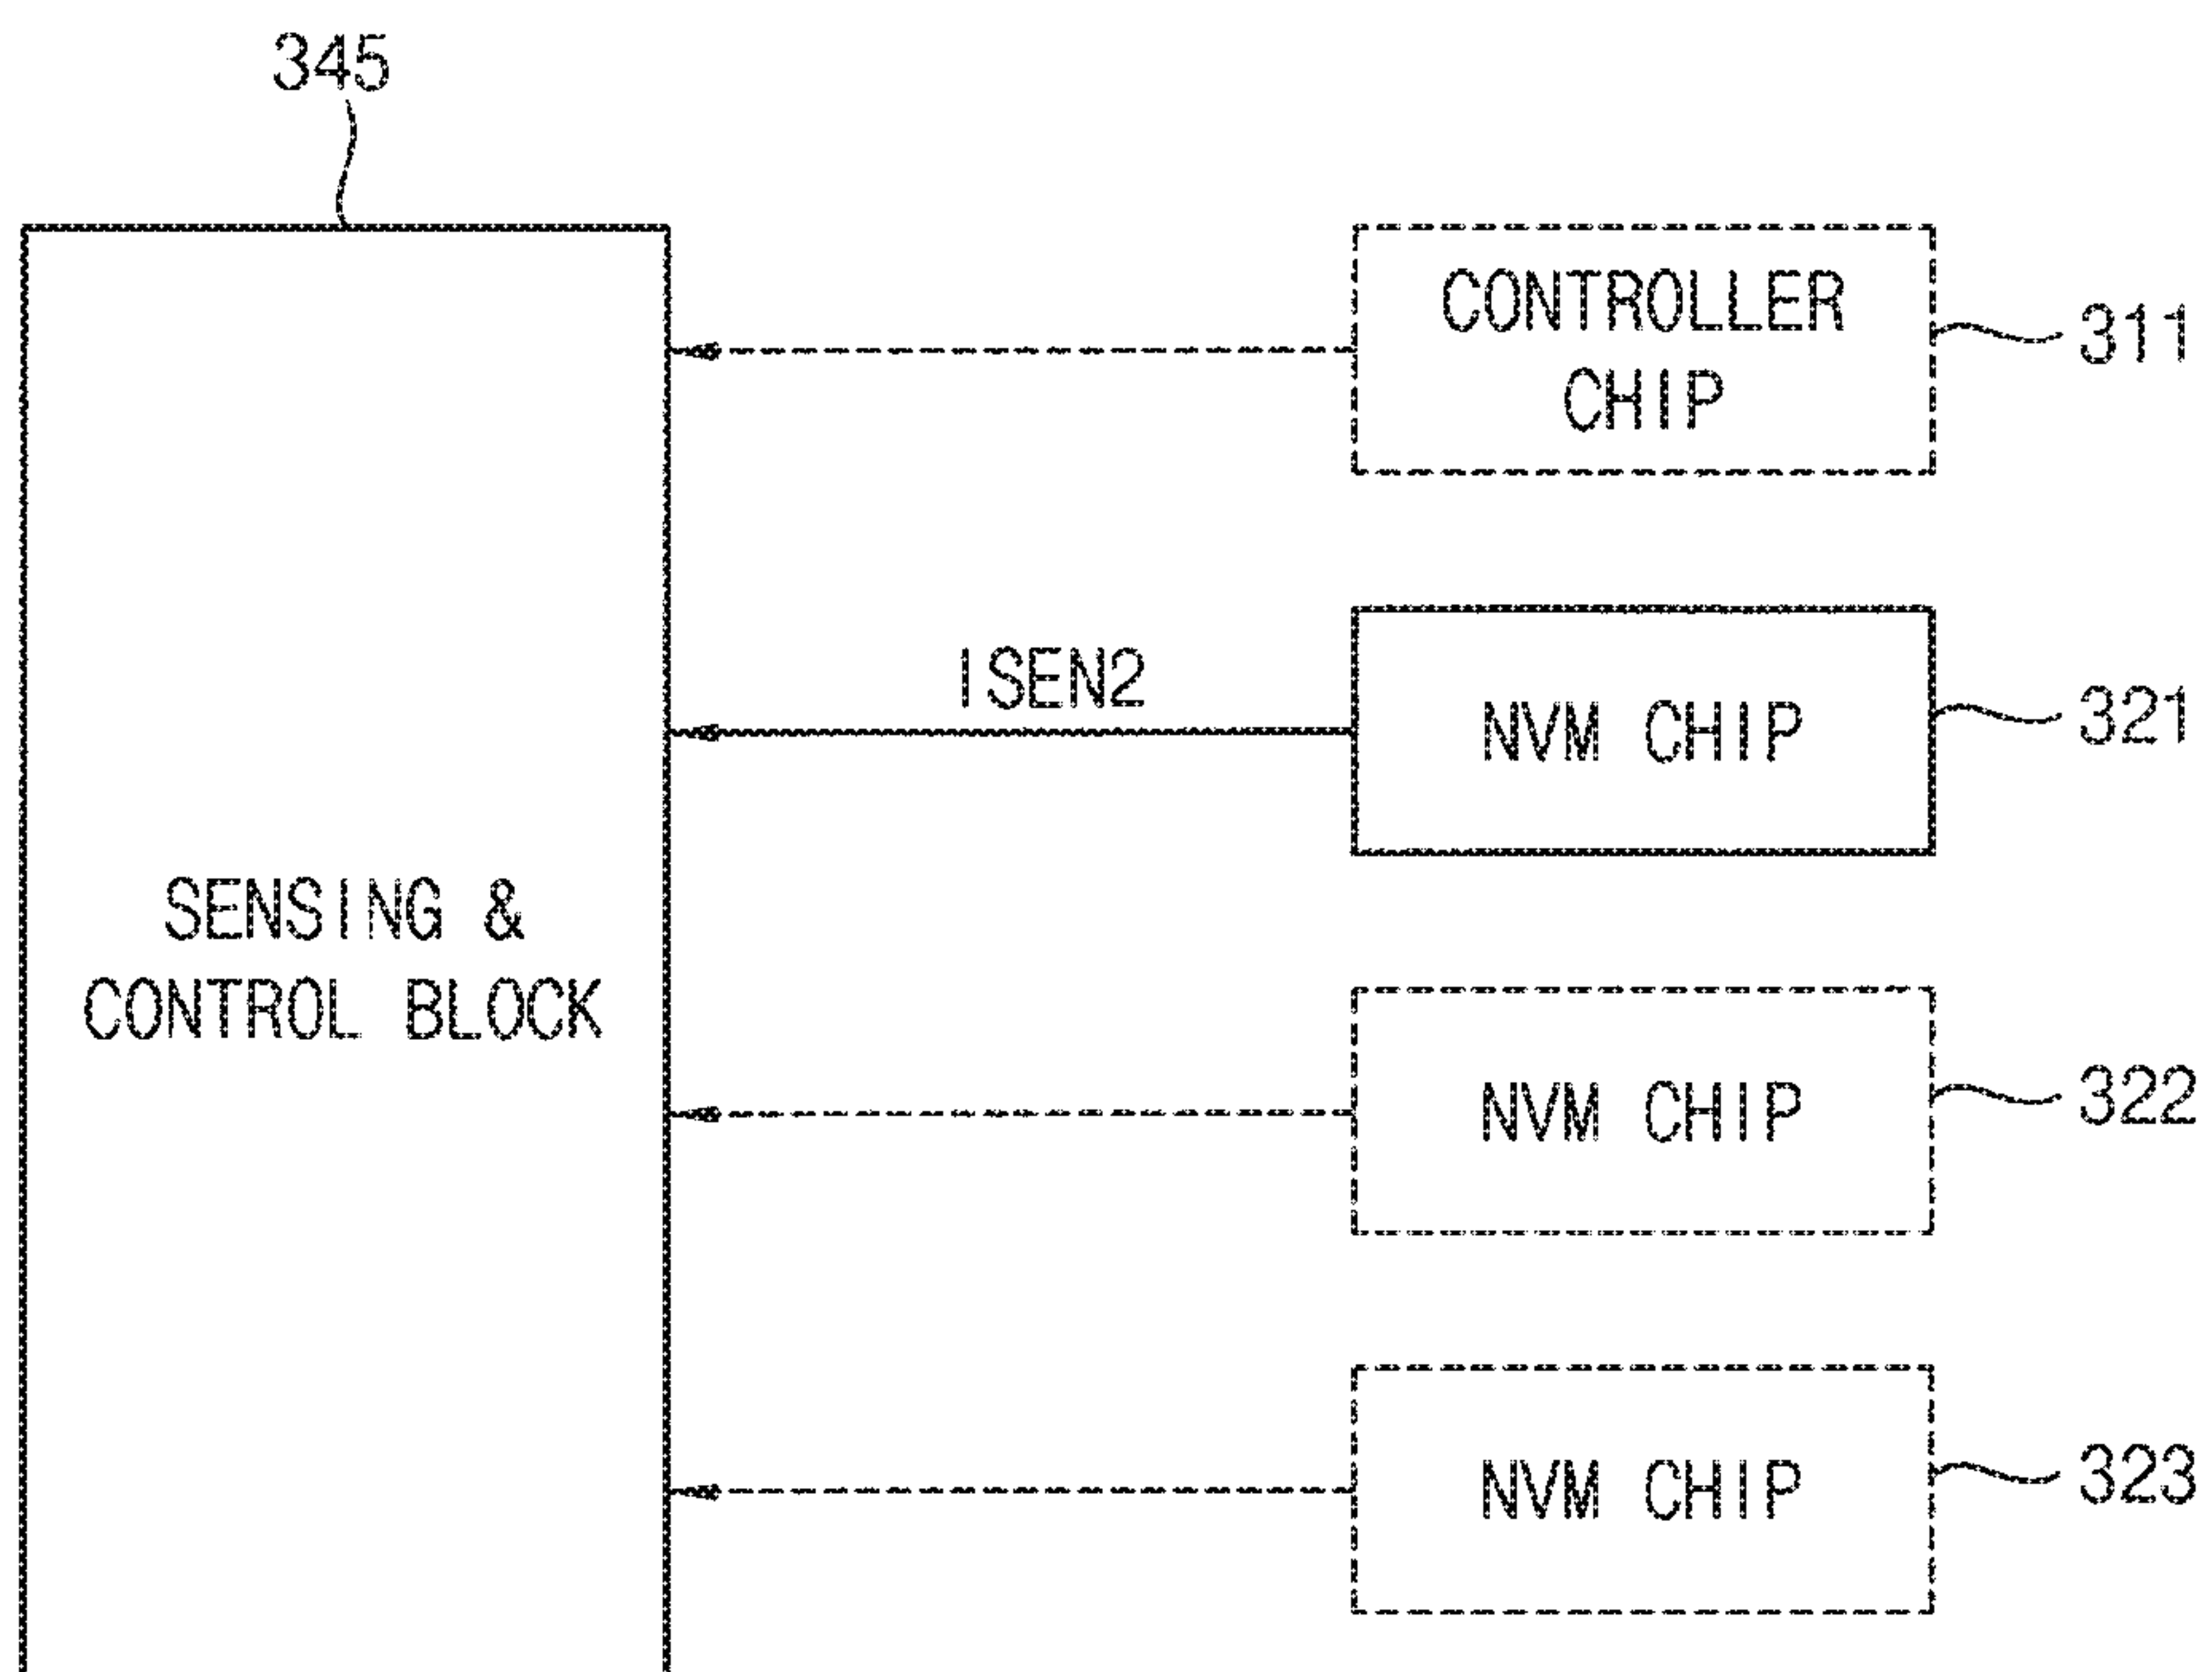 345
CONTROLLER
CHIP
311
ISEN2
NVM CHIP
321
SENSING &
CONTROL BLOCK
NVM CHIP
322
NVM CHIP
323